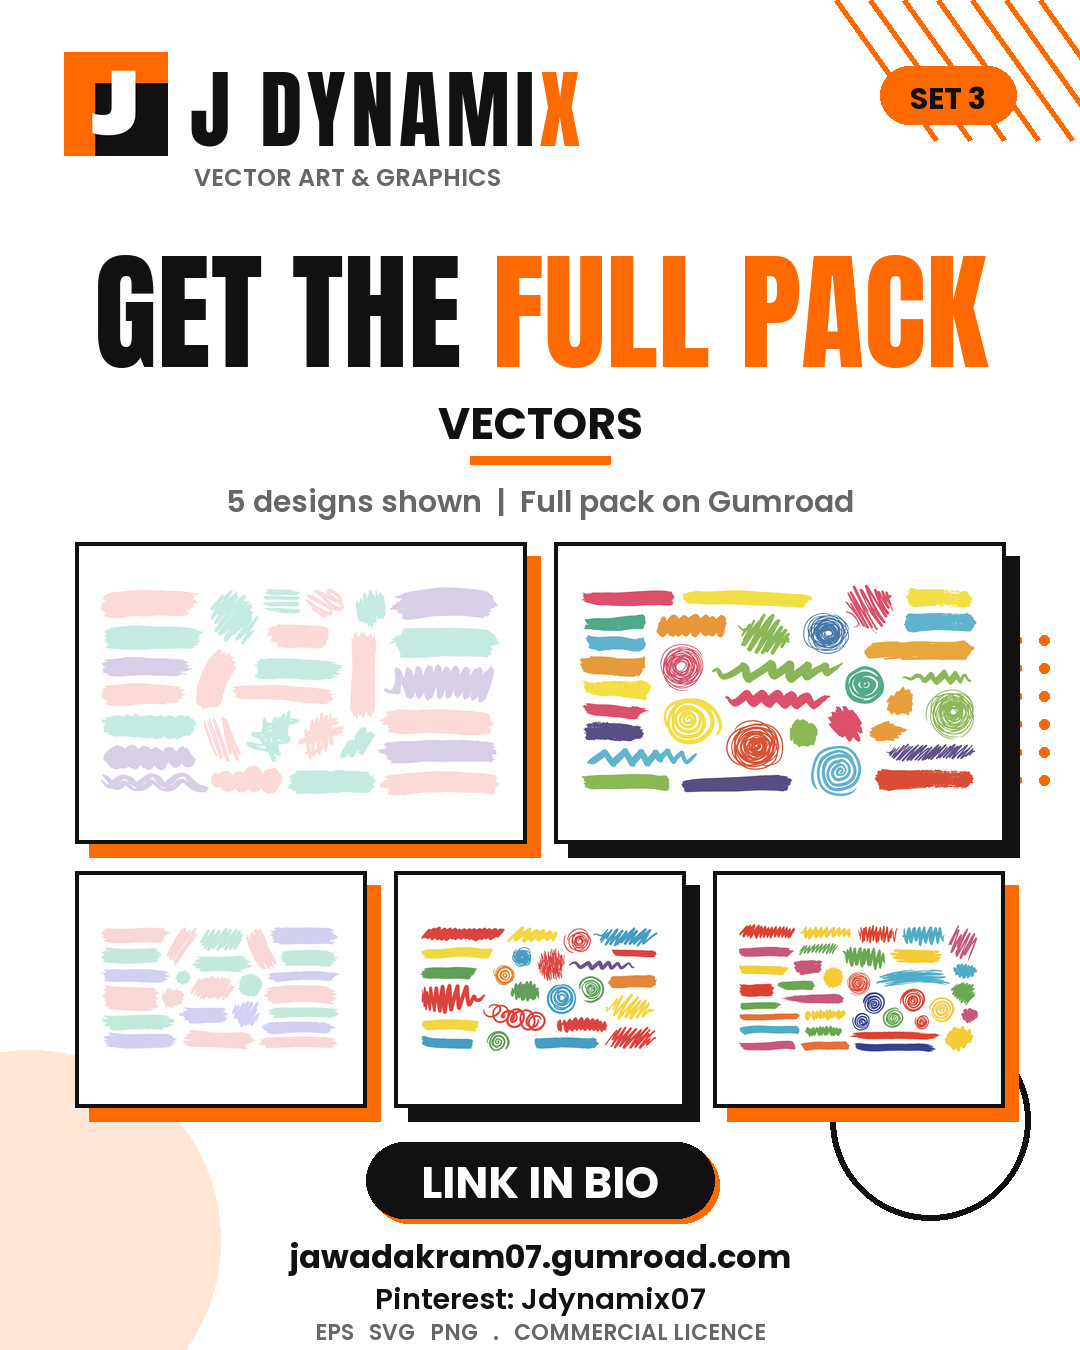 J
J DYNAMIX
VECTOR ART & GRAPHICS
SET 3
GET THE FULL PACK
VECTORS
5 designs shown | Full pack on Gumroad
LINK IN BIO
jawadakram07.gumroad.com
Pinterest: Jdynamix07
EPS SVG PNG . COMMERCIAL LICENCE